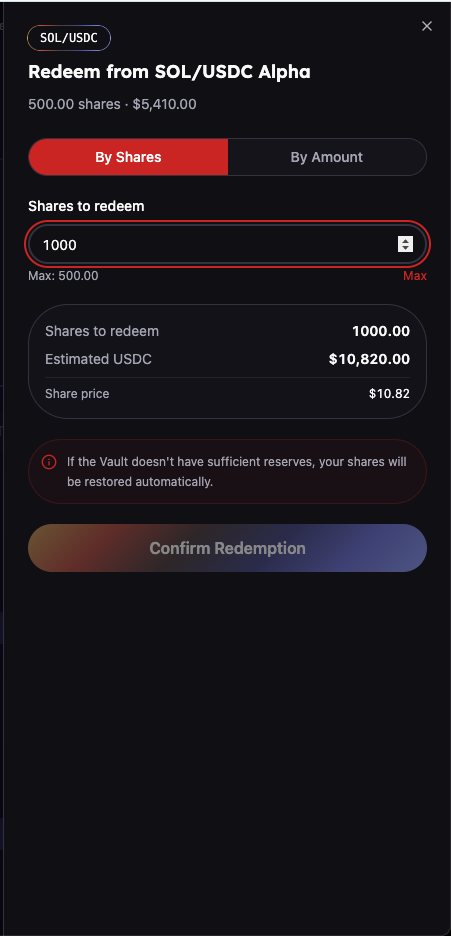 SOL/USDC
Redeem from SOL/USDC Alpha
500.00 shares · $5,410.00
By Shares By Amount
Shares to redeem
1000
Max: 500.00 Max
Shares to redeem 1000.00
Estimated USDC $10,820.00
Share price $10.82
If the Vault doesn't have sufficient reserves, your shares will
be restored automatically.
Confirm Redemption